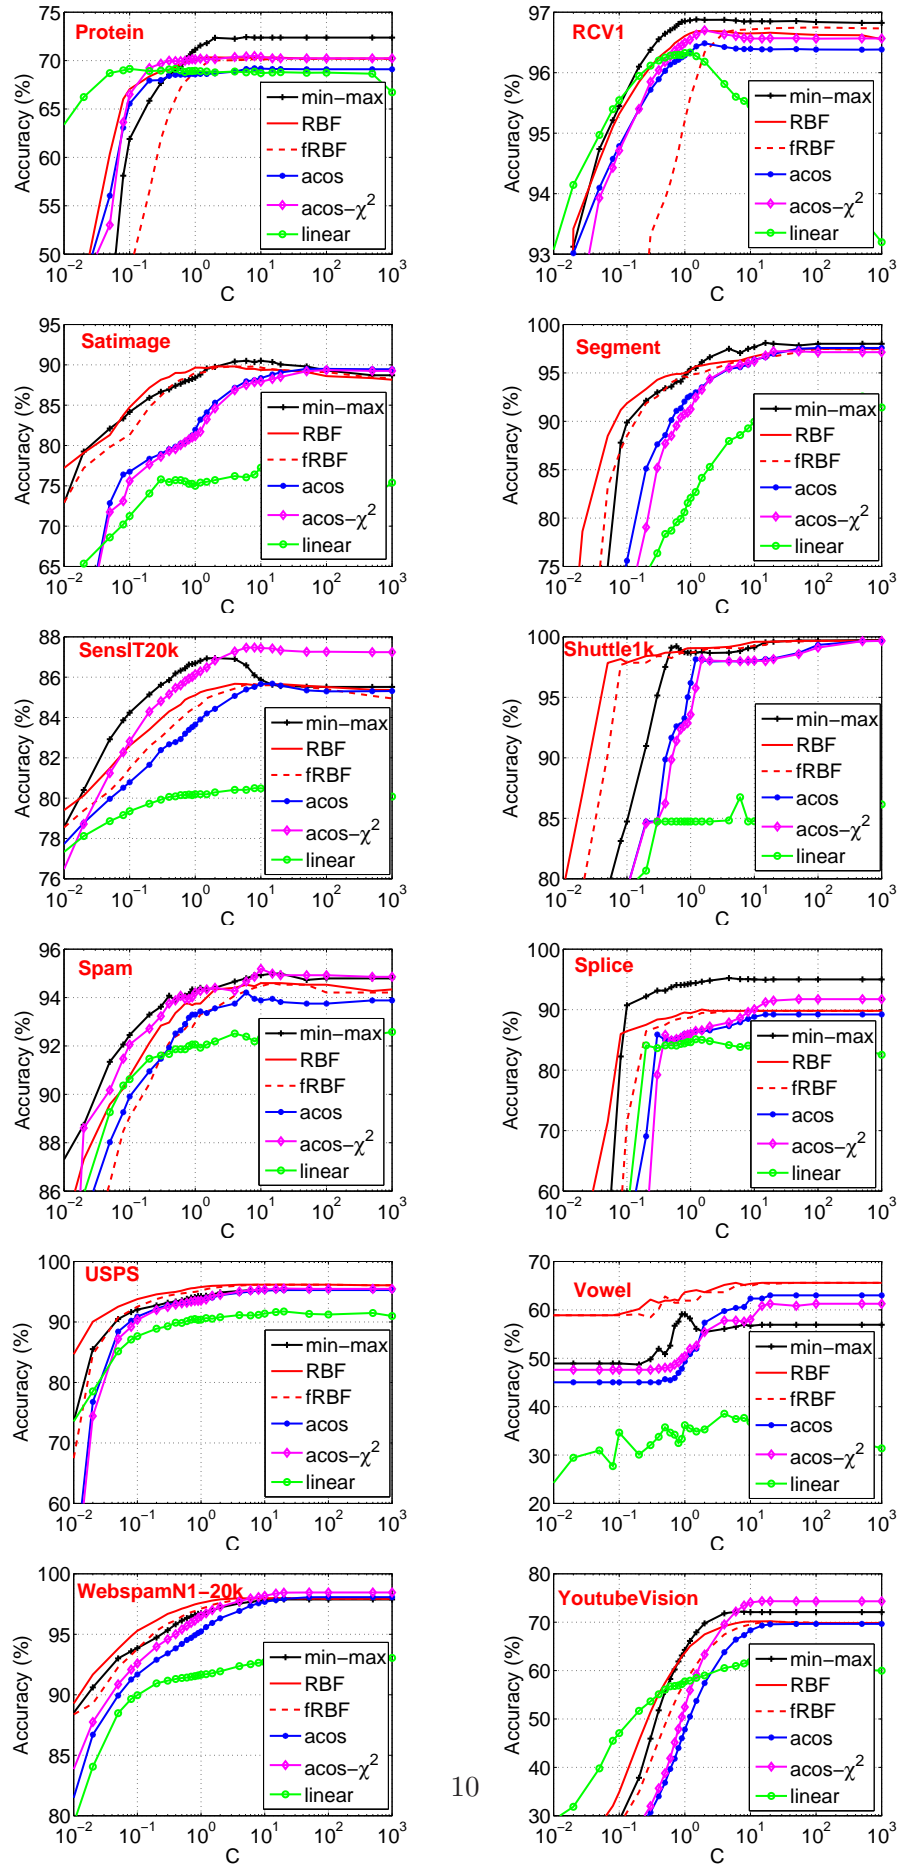 Protein
Accuracy (%)
75
70
65
60
55
50
min-max
RBF
fRBF
acos
acos-χ²
linear
10⁻² 10⁻¹ 10⁰ 10¹ 10² 10³
C
RCV1
Accuracy (%)
97
96
95
94
93
min-max
RBF
fRBF
acos
acos-χ²
linear
10⁻² 10⁻¹ 10⁰ 10¹ 10² 10³
C
Satimage
Accuracy (%)
95
90
85
80
75
70
65
min-max
RBF
fRBF
acos
acos-χ²
linear
10⁻² 10⁻¹ 10⁰ 10¹ 10² 10³
C
Segment
Accuracy (%)
100
95
90
85
80
75
min-max
RBF
fRBF
acos
acos-χ²
linear
10⁻² 10⁻¹ 10⁰ 10¹ 10² 10³
C
SensIT20k
Accuracy (%)
88
86
84
82
80
78
76
min-max
RBF
fRBF
acos
acos-χ²
linear
10⁻² 10⁻¹ 10⁰ 10¹ 10² 10³
C
Shuttle1k
Accuracy (%)
100
95
90
85
80
min-max
RBF
fRBF
acos
acos-χ²
linear
10⁻² 10⁻¹ 10⁰ 10¹ 10² 10³
C
Spam
Accuracy (%)
96
94
92
90
88
86
min-max
RBF
fRBF
acos
acos-χ²
linear
10⁻² 10⁻¹ 10⁰ 10¹ 10² 10³
C
Splice
Accuracy (%)
100
90
80
70
60
min-max
RBF
fRBF
acos
acos-χ²
linear
10⁻² 10⁻¹ 10⁰ 10¹ 10² 10³
C
USPS
Accuracy (%)
100
90
80
70
60
min-max
RBF
fRBF
acos
acos-χ²
linear
10⁻² 10⁻¹ 10⁰ 10¹ 10² 10³
C
Vowel
Accuracy (%)
70
60
50
40
30
20
min-max
RBF
fRBF
acos
acos-χ²
linear
10⁻² 10⁻¹ 10⁰ 10¹ 10² 10³
C
WebspamN1-20k
Accuracy (%)
100
95
90
85
80
min-max
RBF
fRBF
acos
acos-χ²
linear
10⁻² 10⁻¹ 10⁰ 10¹ 10² 10³
C
YoutubeVision
Accuracy (%)
80
70
60
50
40
30
min-max
RBF
fRBF
acos
acos-χ²
linear
10⁻² 10⁻¹ 10⁰ 10¹ 10² 10³
C
10